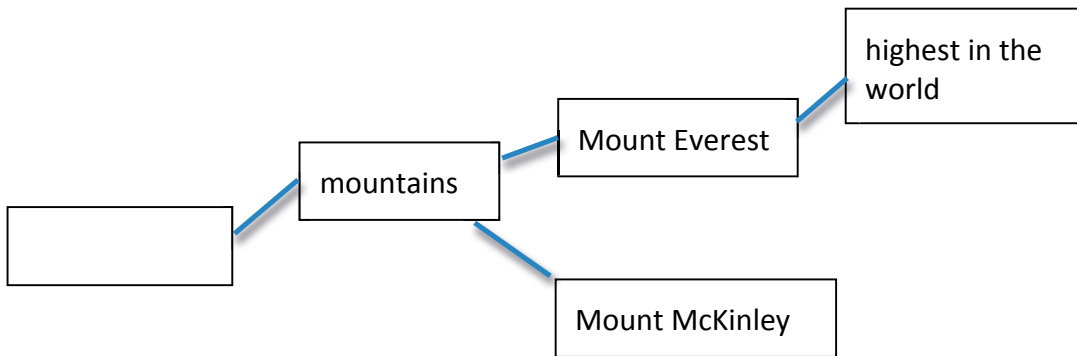 highest in the
world
Mount Everest
mountains
Mount McKinley